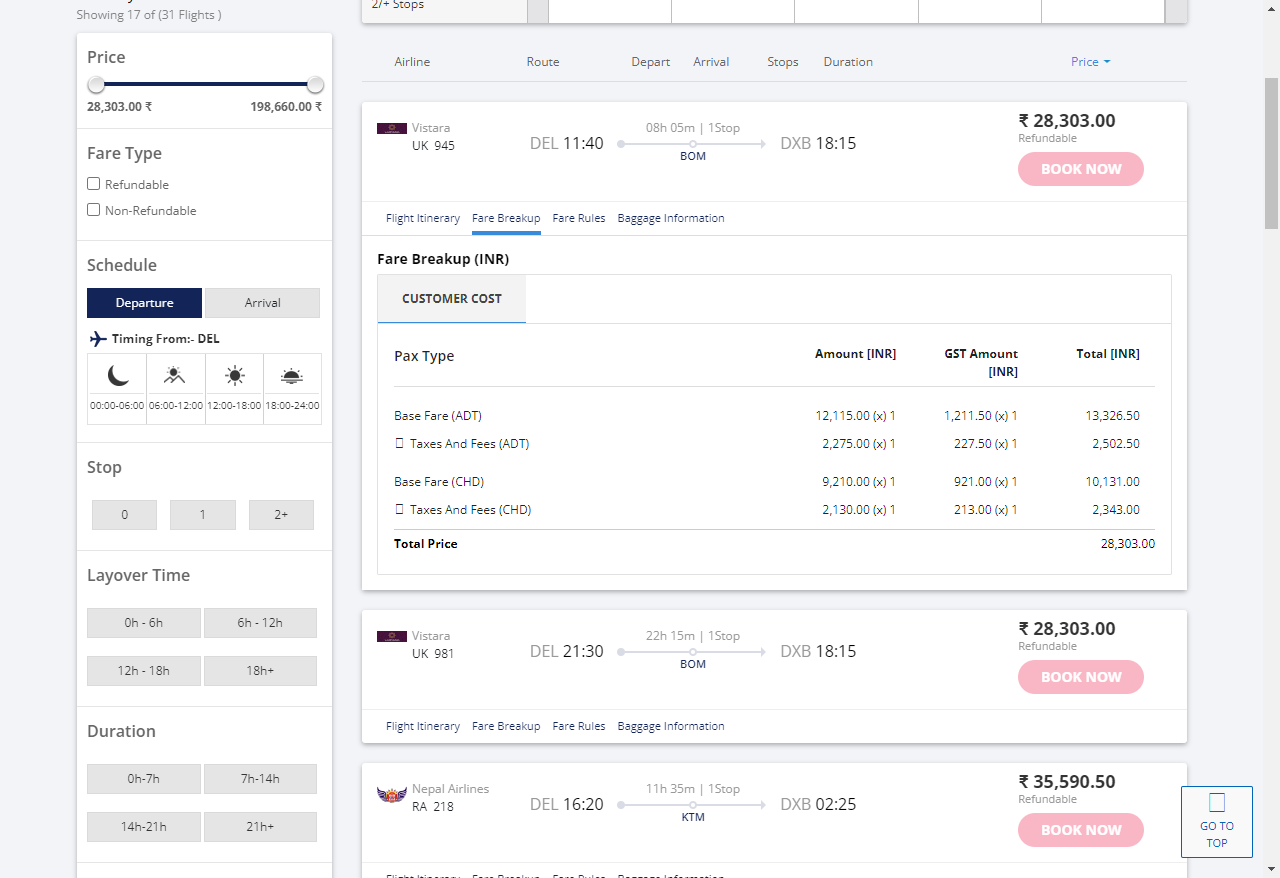 Showing 17 of (31 Flights )
Price
28,303.00 ₹ 198,660.00 ₹
Fare Type
Refundable
Non-Refundable
Schedule
Departure Arrival
Timing From:- DEL
00:00-06:00 06:00-12:00 12:00-18:00 18:00-24:00
Stop
0 1 2+
Layover Time
0h - 6h 6h - 12h
12h - 18h 18h+
Duration
0h-7h 7h-14h
14h-21h 21h+
2/+ Stops
Airline Route Depart Arrival Stops Duration Price
Vistara
UK 945
DEL 11:40
08h 05m | 1Stop
BOM
DXB 18:15
₹ 28,303.00
Refundable
BOOK NOW
Flight Itinerary Fare Breakup Fare Rules Baggage Information
Fare Breakup (INR)
CUSTOMER COST
Pax Type Amount [INR] GST Amount [INR] Total [INR]
Base Fare (ADT) 12,115.00 (x) 1 1,211.50 (x) 1 13,326.50
Taxes And Fees (ADT) 2,275.00 (x) 1 227.50 (x) 1 2,502.50
Base Fare (CHD) 9,210.00 (x) 1 921.00 (x) 1 10,131.00
Taxes And Fees (CHD) 2,130.00 (x) 1 213.00 (x) 1 2,343.00
Total Price 28,303.00
Vistara
UK 981
DEL 21:30
22h 15m | 1Stop
BOM
DXB 18:15
₹ 28,303.00
Refundable
BOOK NOW
Flight Itinerary Fare Breakup Fare Rules Baggage Information
Nepal Airlines
RA 218
DEL 16:20
11h 35m | 1Stop
KTM
DXB 02:25
₹ 35,590.50
Refundable
BOOK NOW
Flight Itinerary Fare Breakup Fare Rules Baggage Information
GO TO
TOP